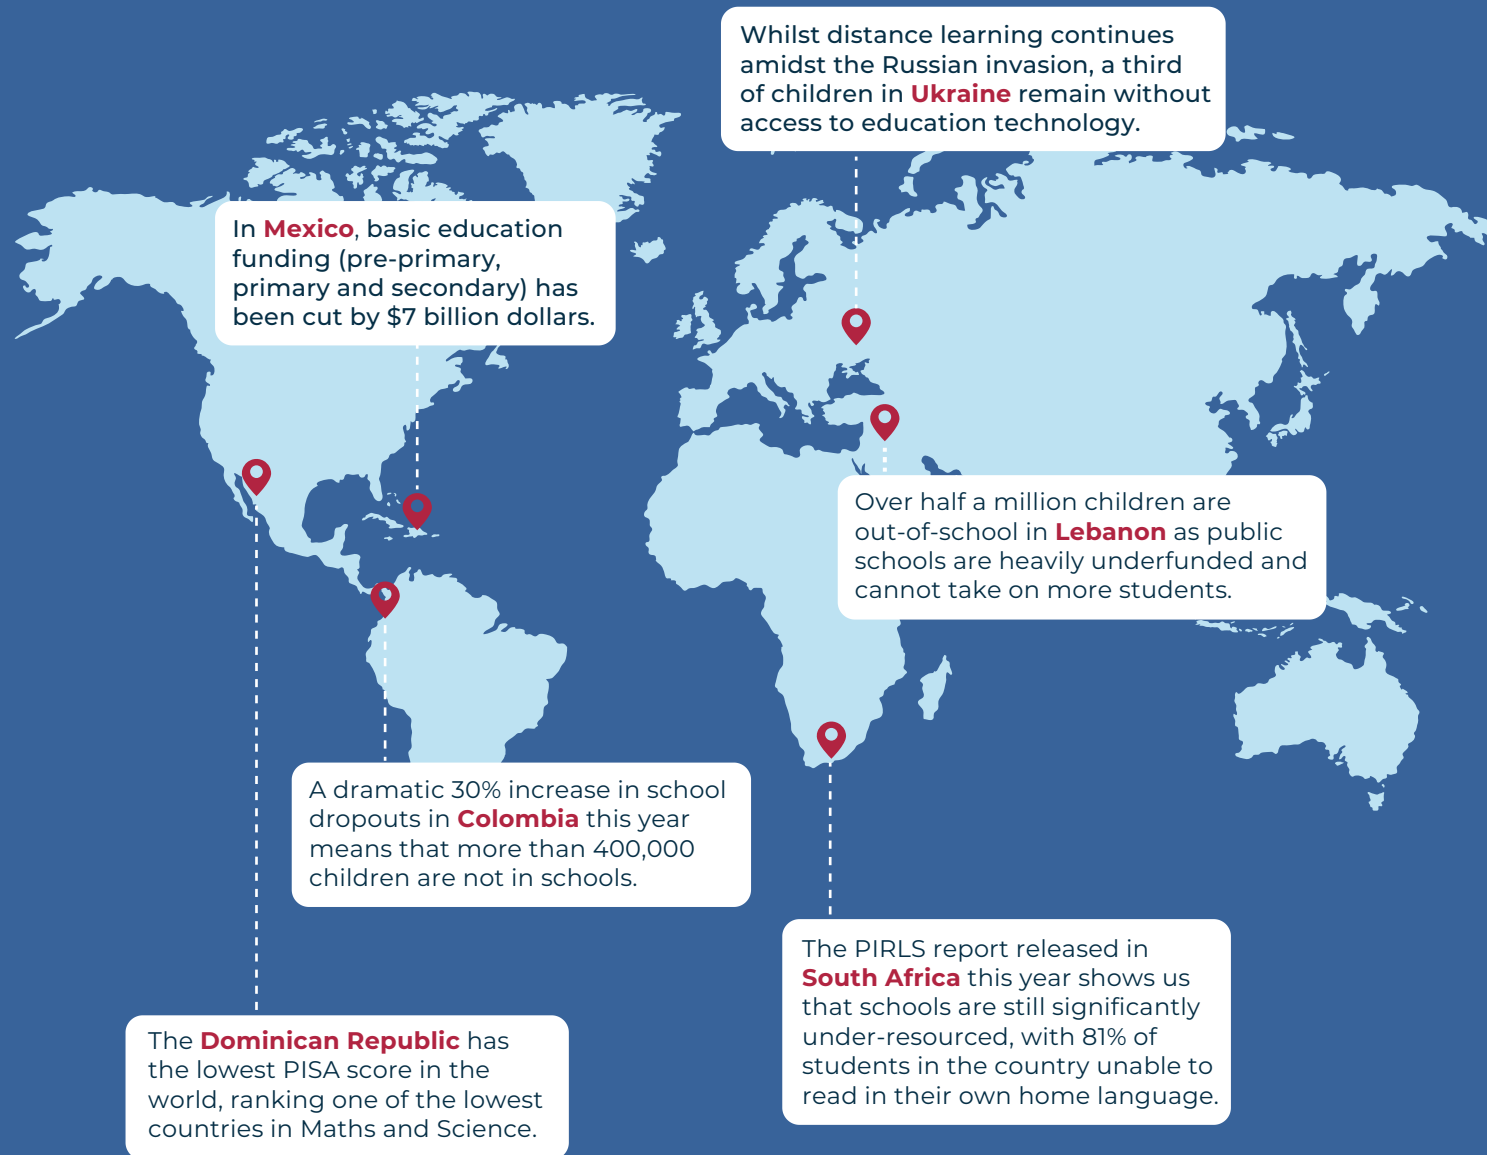 Whilst distance learning continues
amidst the Russian invasion, a third
of children in Ukraine remain without
access to education technology.
In Mexico, basic education
funding (pre-primary,
primary and secondary) has
been cut by $7 billion dollars.
Over half a million children are
out-of-school in Lebanon as public
schools are heavily underfunded and
cannot take on more students.
A dramatic 30% increase in school
dropouts in Colombia this year
means that more than 400,000
children are not in schools.
The PIRLS report released in
South Africa this year shows us
that schools are still significantly
under-resourced, with 81% of
students in the country unable to
read in their own home language.
The Dominican Republic has
the lowest PISA score in the
world, ranking one of the lowest
countries in Maths and Science.